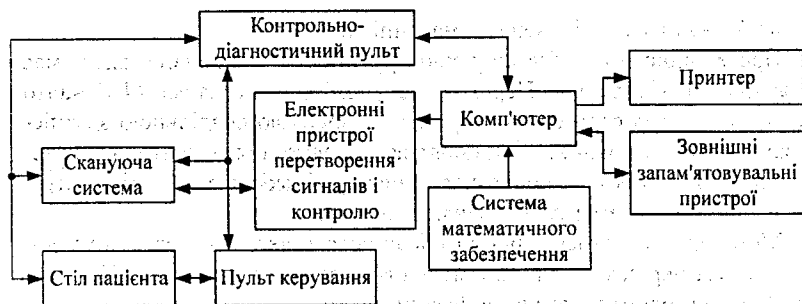 Контрольно-
діагностичний пульт
Принтер
Електронні
пристрої
перетворення
сигналів і
контролю
Комп'ютер
Скануюча
система
Зовнішні
запам'ятовувальні
пристрої
Система
математичного
забезпечення
Стіл пацієнта
Пульт керування